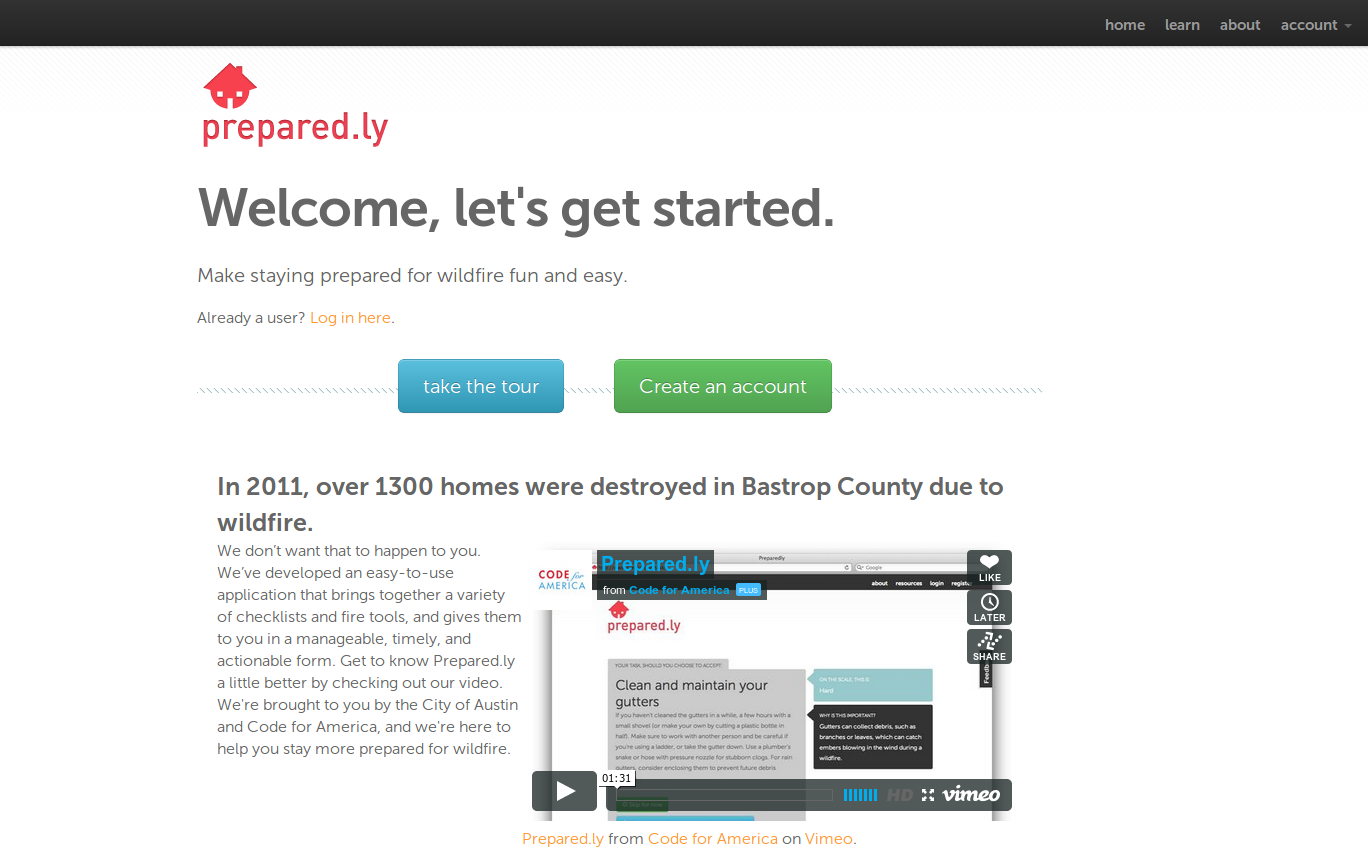 home learn about account
prepared.ly
Welcome, let's get started.
Make staying prepared for wildfire fun and easy.
Already a user? Log in here.
take the tour Create an account
In 2011, over 1300 homes were destroyed in Bastrop County due to
wildfire.
We don’t want that to happen to you.
We’ve developed an easy-to-use
application that brings together a variety
of checklists and fire tools, and gives them
to you in a manageable, timely, and
actionable form. Get to know Prepared.ly
a little better by checking out our video.
We're brought to you by the City of Austin
and Code for America, and we're here to
help you stay more prepared for wildfire.
Preparedly
Google
CODE for
AMERICA
Prepared.ly
from Code for America PLUS
about resources login register
LIKE
LATER
SHARE
prepared.ly
YOUR TASK, SHOULD YOU CHOOSE TO ACCEPT:
Clean and maintain your
gutters
If you haven't cleaned the gutters in a while, a few hours with a
small shovel (or make your own by cutting a plastic bottle in
half). Make sure to work with another person and be careful if
you're using a ladder, or take the gutter down. Use a plumber's
snake or hose with pressure nozzle for stubborn clogs. For rain
gutters, consider enclosing them to prevent future debris
ON THE SCALE, THIS IS
Hard
WHY IS THIS IMPORTANT?
Gutters can collect debris, such as
branches or leaves, which can catch
embers blowing in the wind during a
wildfire.
01:31
Skip for now
HD vimeo
Prepared.ly from Code for America on Vimeo.